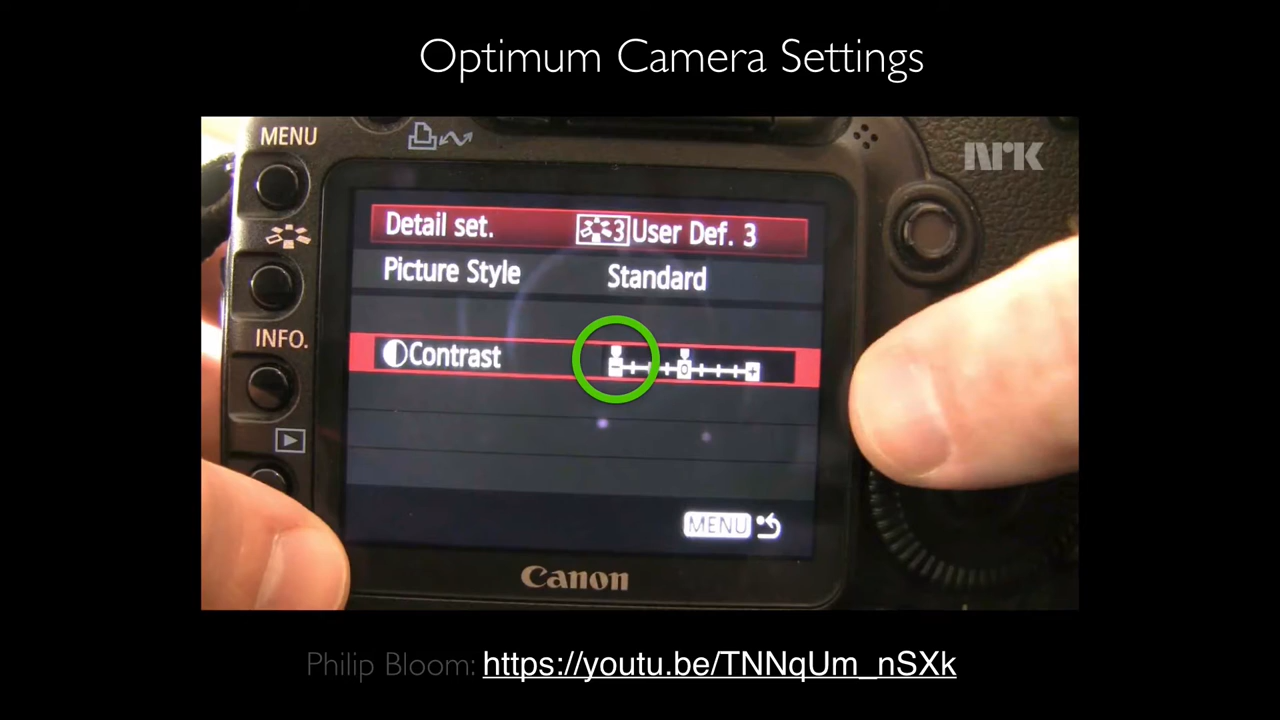 Optimum Camera Settings
MENU
nrk
Detail set. 3 User Def. 3
Picture Style Standard
INFO.
Contrast - 0 +
MENU
Canon
Philip Bloom: https://youtu.be/TNNqUm_nSXk